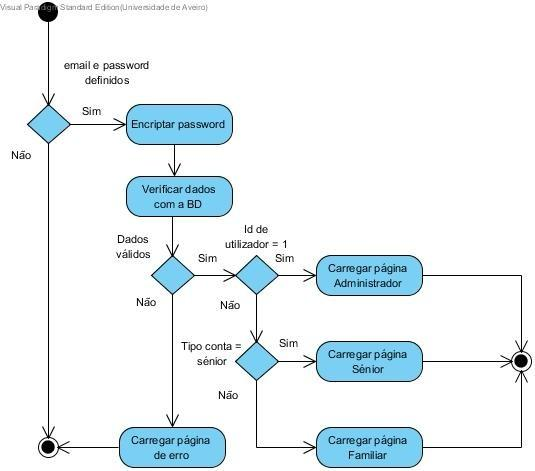 Visual Paradigm Standard Edition(Universidade de Aveiro)
email e password
definidos
Sim
Encriptar password
Não
Verificar dados
com a BD
Dados
válidos
Sim
Id de
utilizador = 1
Sim
Carregar página
Administrador
Não
Não
Tipo conta =
sénior
Sim
Carregar página
Sénior
Não
Carregar página
de erro
Carregar página
Familiar